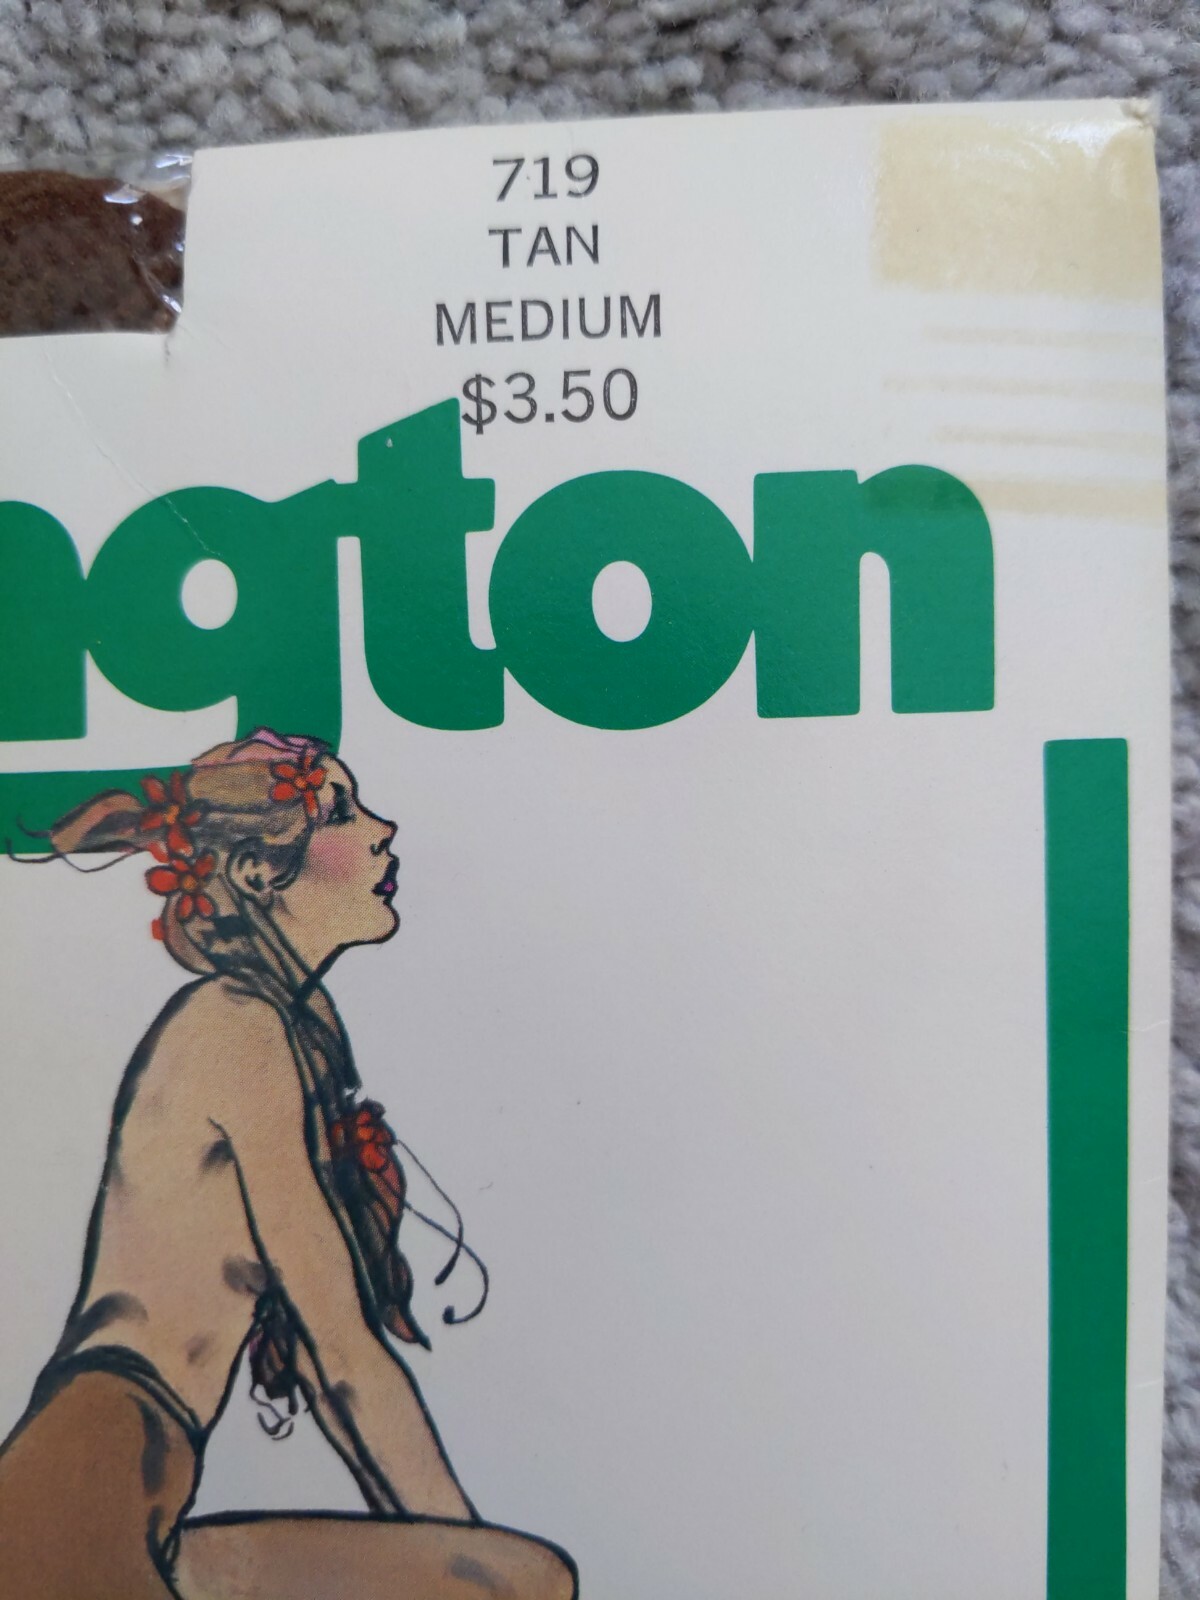 719
TAN
MEDIUM
$3.50
ngton